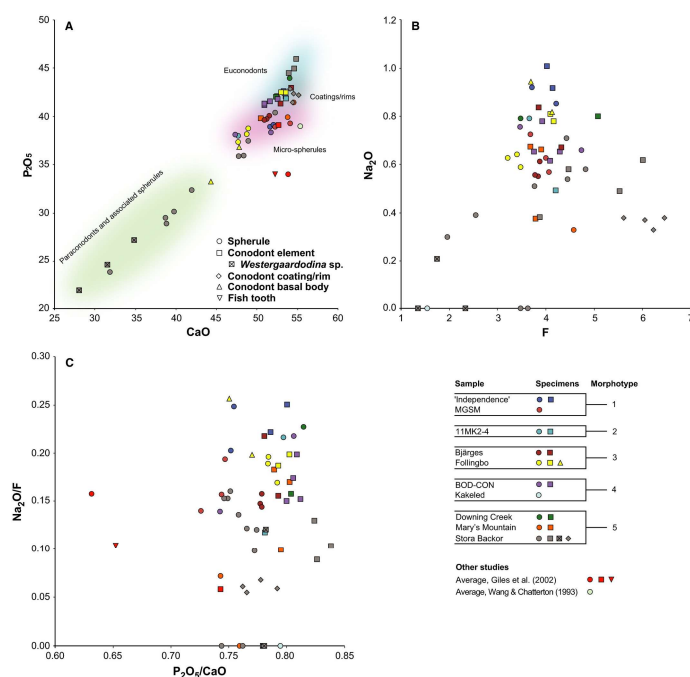 A
P₂O₅
50
45
40
35
30
25
20
25 30 35 40 45 50 55 60
CaO
Euconodonts
Coatings/rims
Micro-spherules
Paraconodonts and associated spherules
Spherule
Conodont element
Westergaardodina sp.
Conodont coating/rim
Conodont basal body
Fish tooth
B
Na₂O
1.2
1.0
0.8
0.6
0.4
0.2
0.0
1 2 3 4 5 6 7
F
C
Na₂O/F
0.30
0.25
0.20
0.15
0.10
0.05
0.00
0.60 0.65 0.70 0.75 0.80 0.85
P₂O₅/CaO
Sample Specimens Morphotype
'Independence'
MGSM
1
11MK2-4 2
Bjärges
Follingbo
3
BOD-CON
Kakeled
4
Downing Creek
Mary's Mountain
Stora Backor
5
Other studies
Average, Giles et al. (2002)
Average, Wang & Chatterton (1993)